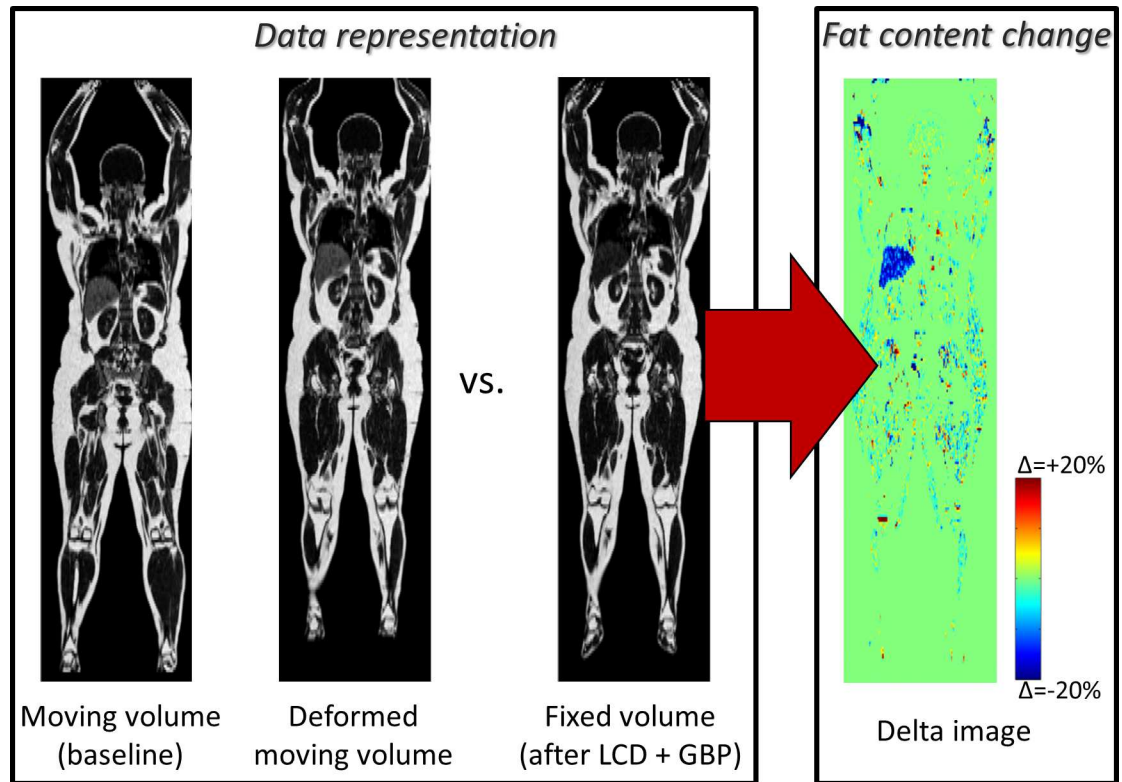 Data representation
Fat content change
vs.
Δ=+20%
Δ=-20%
Moving volume
(baseline)
Deformed
moving volume
Fixed volume
(after LCD + GBP)
Delta image